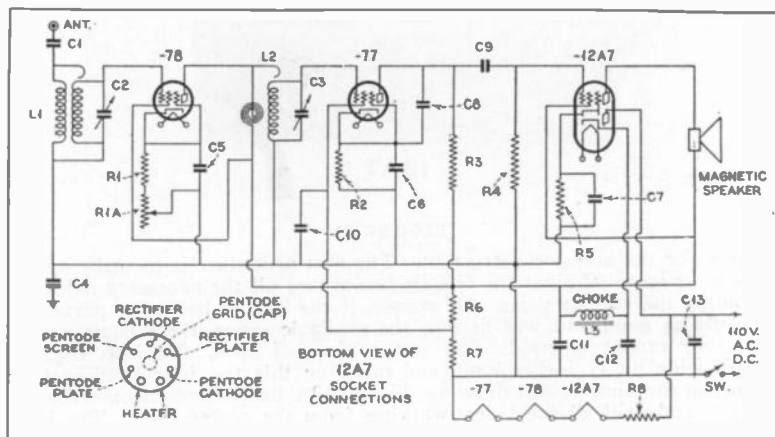 ANT.
C1
L1
C2
-78
R1
R1A
C5
C4
L2
C3
-77
R2
C6
C8
C10
C9
R3
R4
-12A7
R5
C7
MAGNETIC
SPEAKER
R6
R7
CHOKE
L3
C11
C12
C13
110V.
A.C.
D.C.
SW.
-77
-78
-12A7
R8
RECTIFIER
CATHODE
PENTODE
GRID (CAP)
PENTODE
SCREEN
RECTIFIER
PLATE
PENTODE
PLATE
PENTODE
CATHODE
HEATER
BOTTOM VIEW OF
12A7
SOCKET
CONNECTIONS